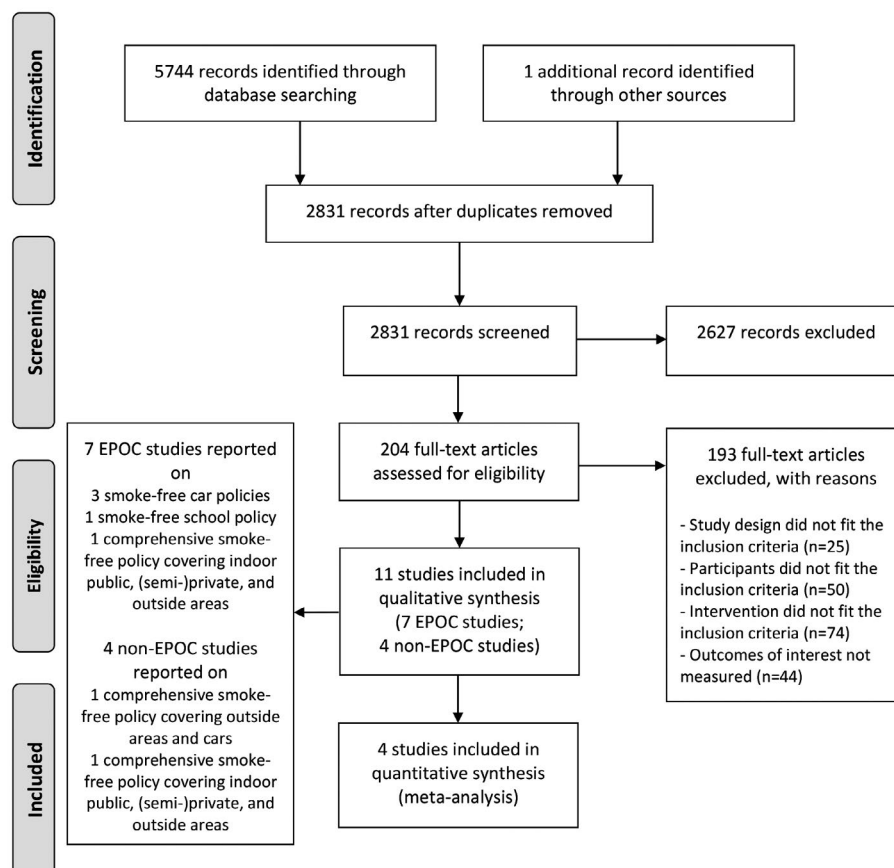 Identification
5744 records identified through
database searching
1 additional record identified
through other sources
2831 records after duplicates removed
Screening
2831 records screened
2627 records excluded
Eligibility
204 full-text articles
assessed for eligibility
193 full-text articles
excluded, with reasons
- Study design did not fit the
inclusion criteria (n=25)
- Participants did not fit the
inclusion criteria (n=50)
- Intervention did not fit the
inclusion criteria (n=74)
- Outcomes of interest not
measured (n=44)
7 EPOC studies reported
on
3 smoke-free car policies
1 smoke-free school policy
1 comprehensive smoke-
free policy covering indoor
public, (semi-)private, and
outside areas
4 non-EPOC studies
reported on
1 comprehensive smoke-
free policy covering outside
areas and cars
1 comprehensive smoke-
free policy covering indoor
public, (semi-)private, and
outside areas
11 studies included in
qualitative synthesis
(7 EPOC studies;
4 non-EPOC studies)
Included
4 studies included in
quantitative synthesis
(meta-analysis)